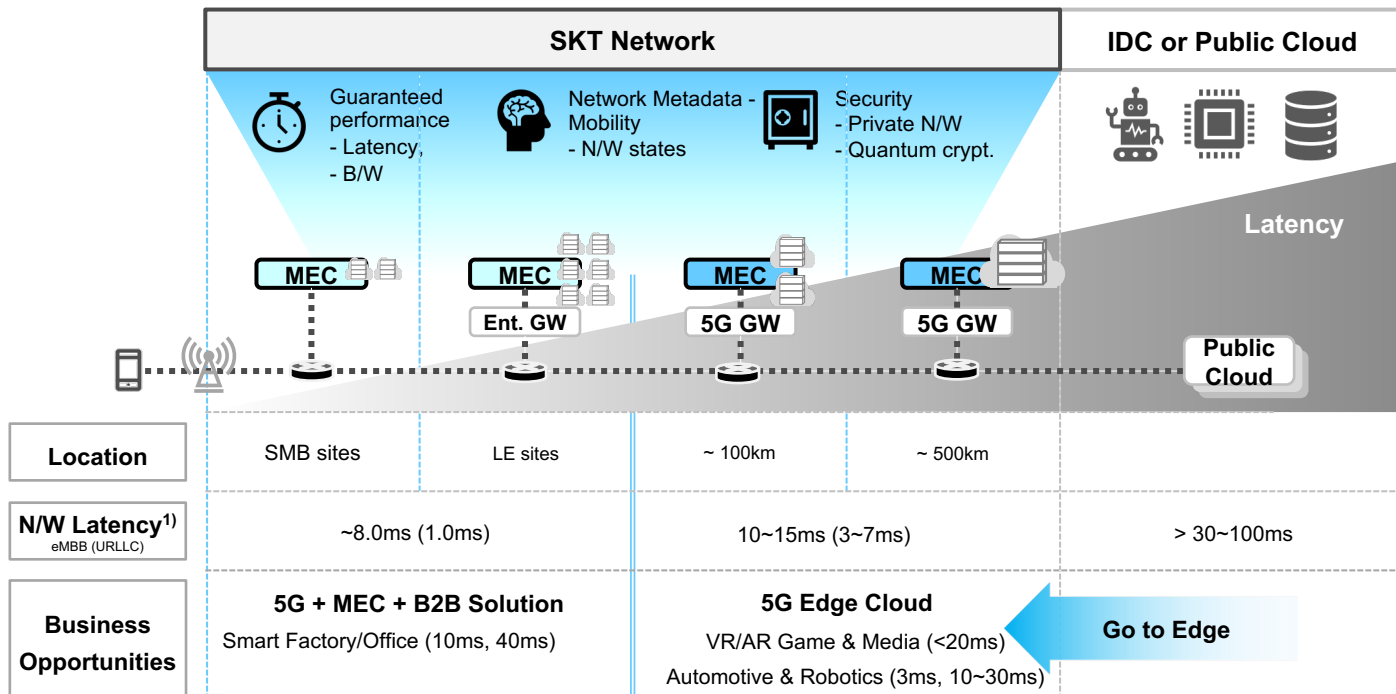 SKT Network
IDC or Public Cloud
Guaranteed
performance
- Latency,
- B/W
Network Metadata -
Mobility
- N/W states
Security
- Private N/W
- Quantum crypt.
Latency
MEC
MEC
MEC
MEC
Ent. GW
5G GW
5G GW
Public
Cloud
Location
SMB sites
LE sites
~ 100km
~ 500km
N/W Latency1)
eMBB (URLLC)
~8.0ms (1.0ms)
10~15ms (3~7ms)
> 30~100ms
Business
Opportunities
5G + MEC + B2B Solution
Smart Factory/Office (10ms, 40ms)
5G Edge Cloud
VR/AR Game & Media (<20ms)
Automotive & Robotics (3ms, 10~30ms)
Go to Edge